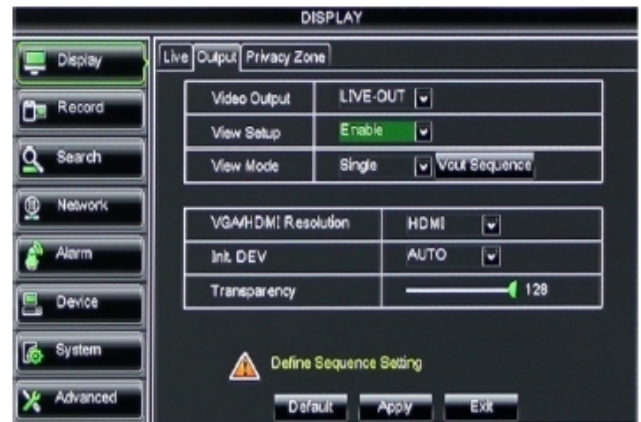 DISPLAY
Display
Record
Search
Network
Alarm
Device
System
Advanced
Live Output Privacy Zone
Video Output LIVE-OUT
View Setup Enable
View Mode Single Vout Sequence
VGA/HDMI Resolution HDMI
Init. DEV AUTO
Transparency 128
Define Sequence Setting
Default Apply Exit